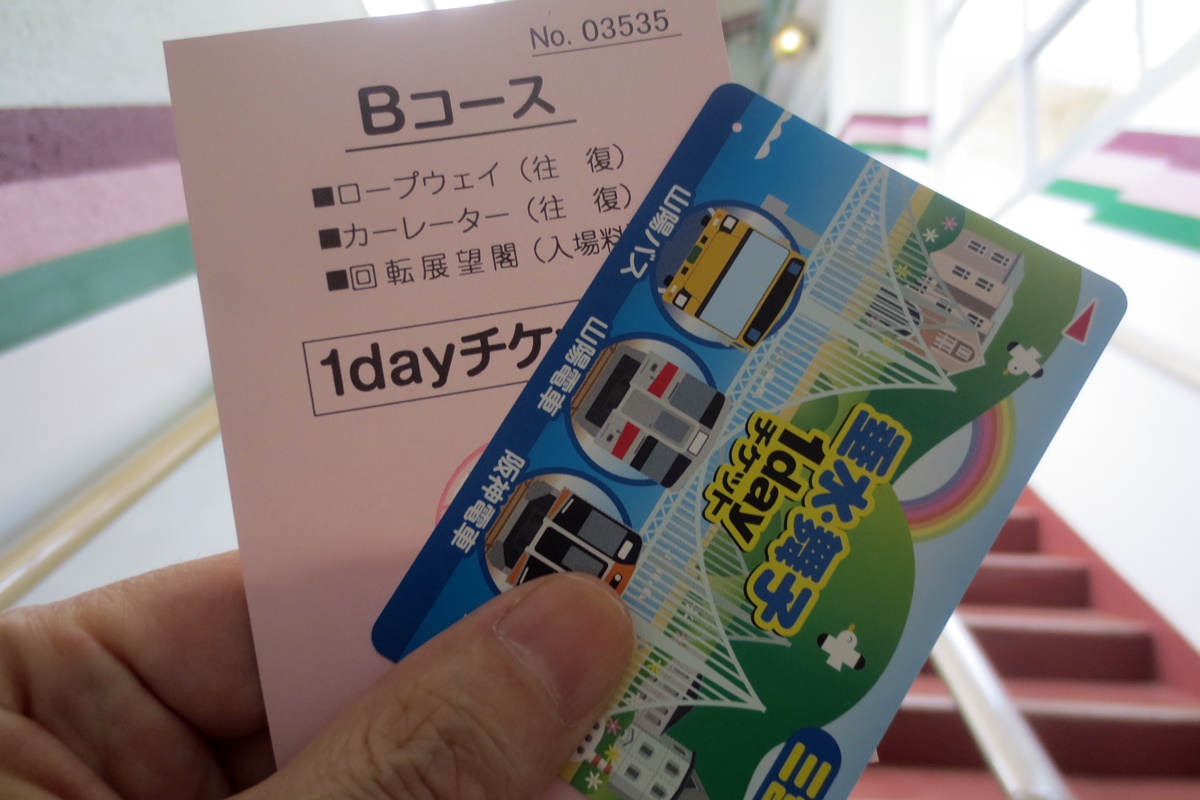 No. 03535
Bコース
■ロープウェイ（往 復）
■カーレーター（往 復）
■回転展望閣（入場料
1dayチケッ
山陽バス
山陽電車
阪神電車
垂水舞子
1day
チケット
三